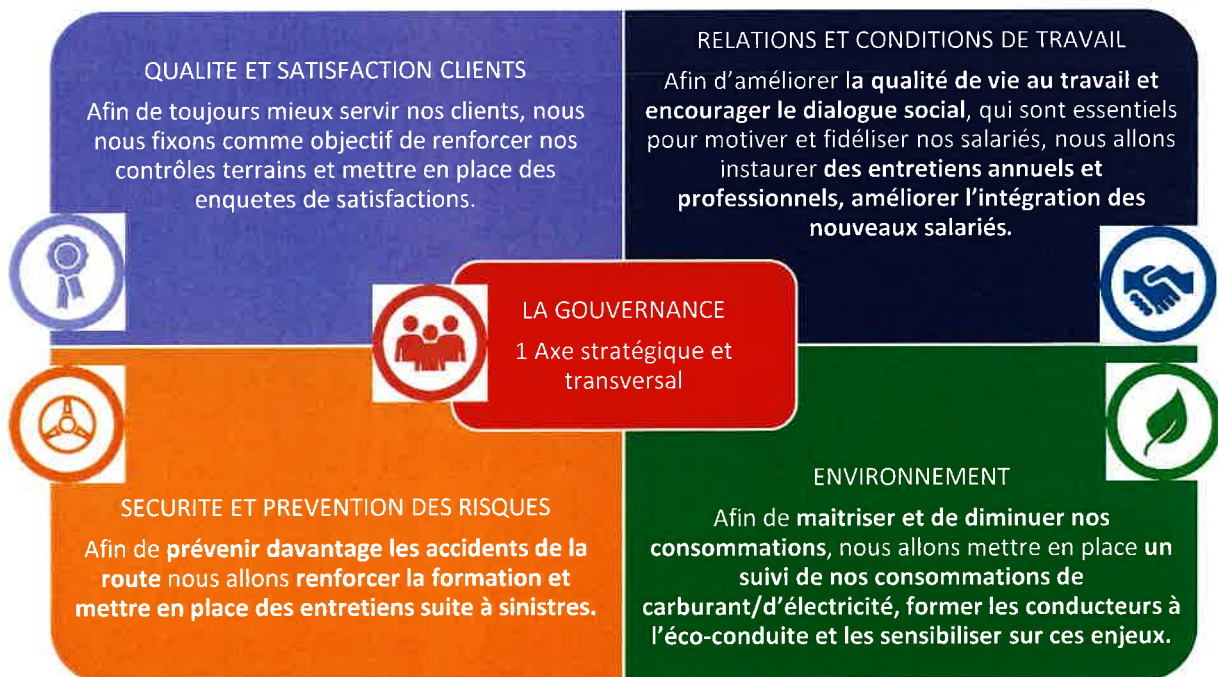 QUALITE ET SATISFACTION CLIENTS
Afin de toujours mieux servir nos clients, nous
nous fixons comme objectif de renforcer nos
contrôles terrains et mettre en place des
enquetes de satisfactions.
RELATIONS ET CONDITIONS DE TRAVAIL
Afin d'améliorer la qualité de vie au travail et
encourager le dialogue social, qui sont essentiels
pour motiver et fidéliser nos salariés, nous allons
instaurer des entretiens annuels et
professionnels, améliorer l'intégration des
nouveaux salariés.
LA GOUVERNANCE
1 Axe stratégique et
transversal
SECURITE ET PREVENTION DES RISQUES
Afin de prévenir davantage les accidents de la
route nous allons renforcer la formation et
mettre en place des entretiens suite à sinistres.
ENVIRONNEMENT
Afin de maitriser et de diminuer nos
consommations, nous allons mettre en place un
suivi de nos consommations de
carburant/d'électricité, former les conducteurs à
l'éco-conduite et les sensibiliser sur ces enjeux.